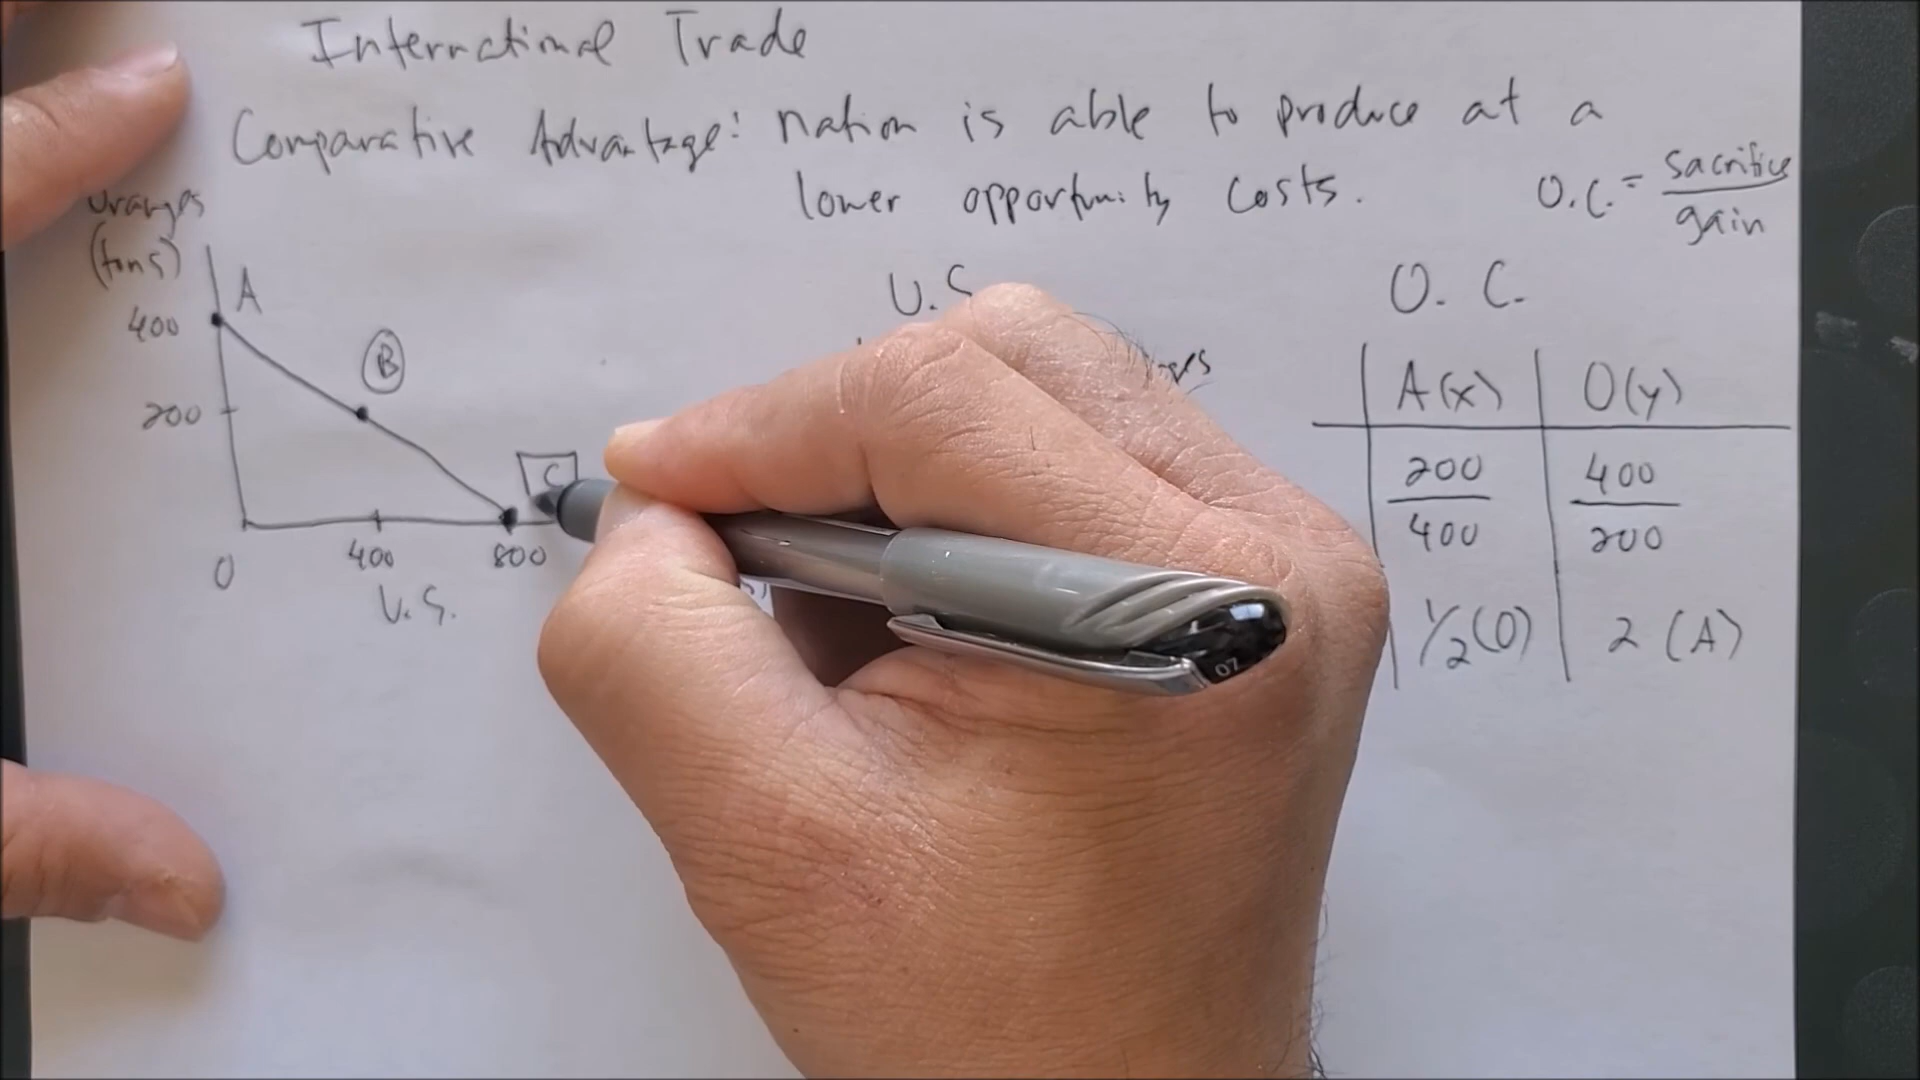 International Trade
Comparative Advantage: nation is able to produce at a
lower opportunity costs.
O.C. = sacrifice
gain
Oranges
(tons)
A
400
B
200
C
0
400
800
U.S.
U.S
O. C.
A(x) O(y)
200 400
400 200
1/2(O) 2 (A)
07